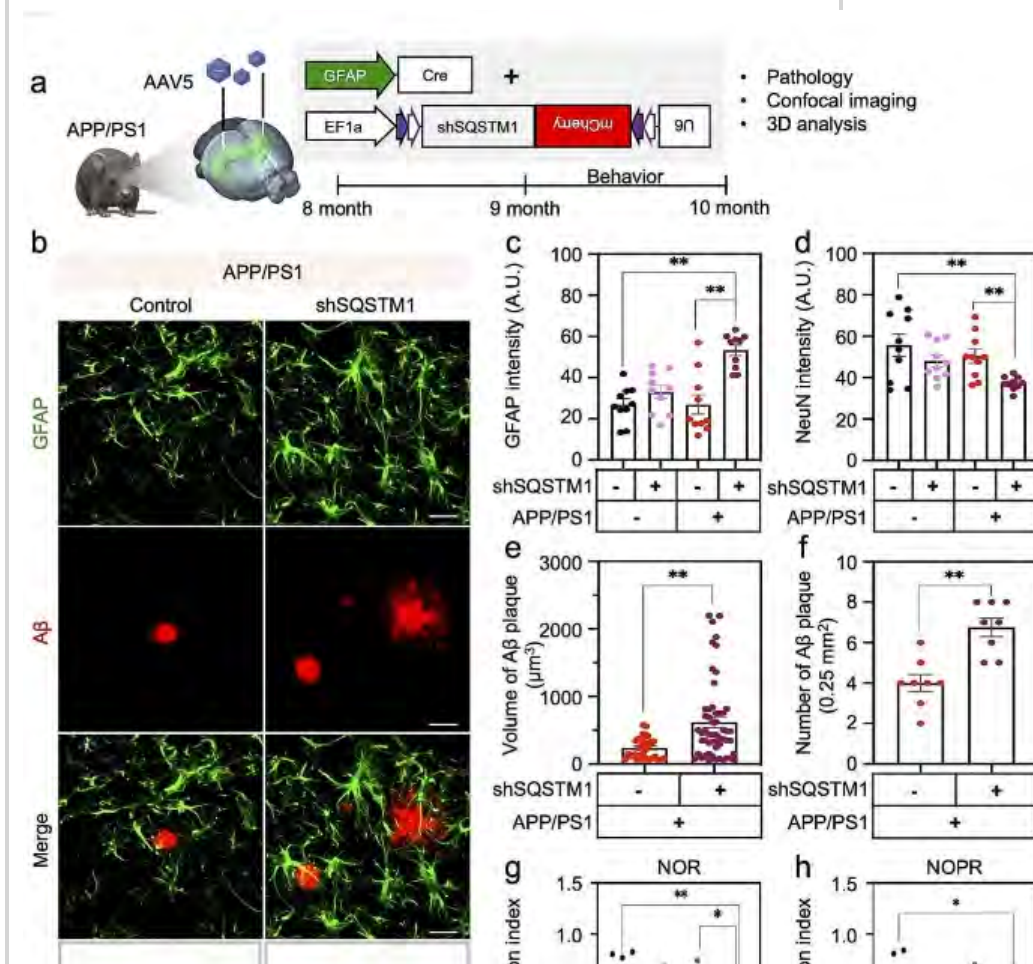 a
AAV5
APP/PS1
GFAP
Cre
+
EF1a
shSQSTM1
mCherry
U6
• Pathology
• Confocal imaging
• 3D analysis
Behavior
8 month
9 month
10 month
b
APP/PS1
Control
shSQSTM1
GFAP
Aβ
Merge
c
GFAP intensity (A.U.)
100
80
60
40
20
0
**
**
shSQSTM1 - + - +
APP/PS1 - +
d
NeuN intensity (A.U.)
100
80
60
40
20
0
**
**
shSQSTM1 - + - +
APP/PS1 - +
e
Volume of Aβ plaque
(μm³)
3000
2000
1000
0
**
shSQSTM1 - +
APP/PS1 +
f
Number of Aβ plaque
(0.25 mm²)
10
8
6
4
2
0
**
shSQSTM1 - +
APP/PS1 +
g
NOR
1.5
1.0
**
*
index
h
NOPR
1.5
1.0
*
index